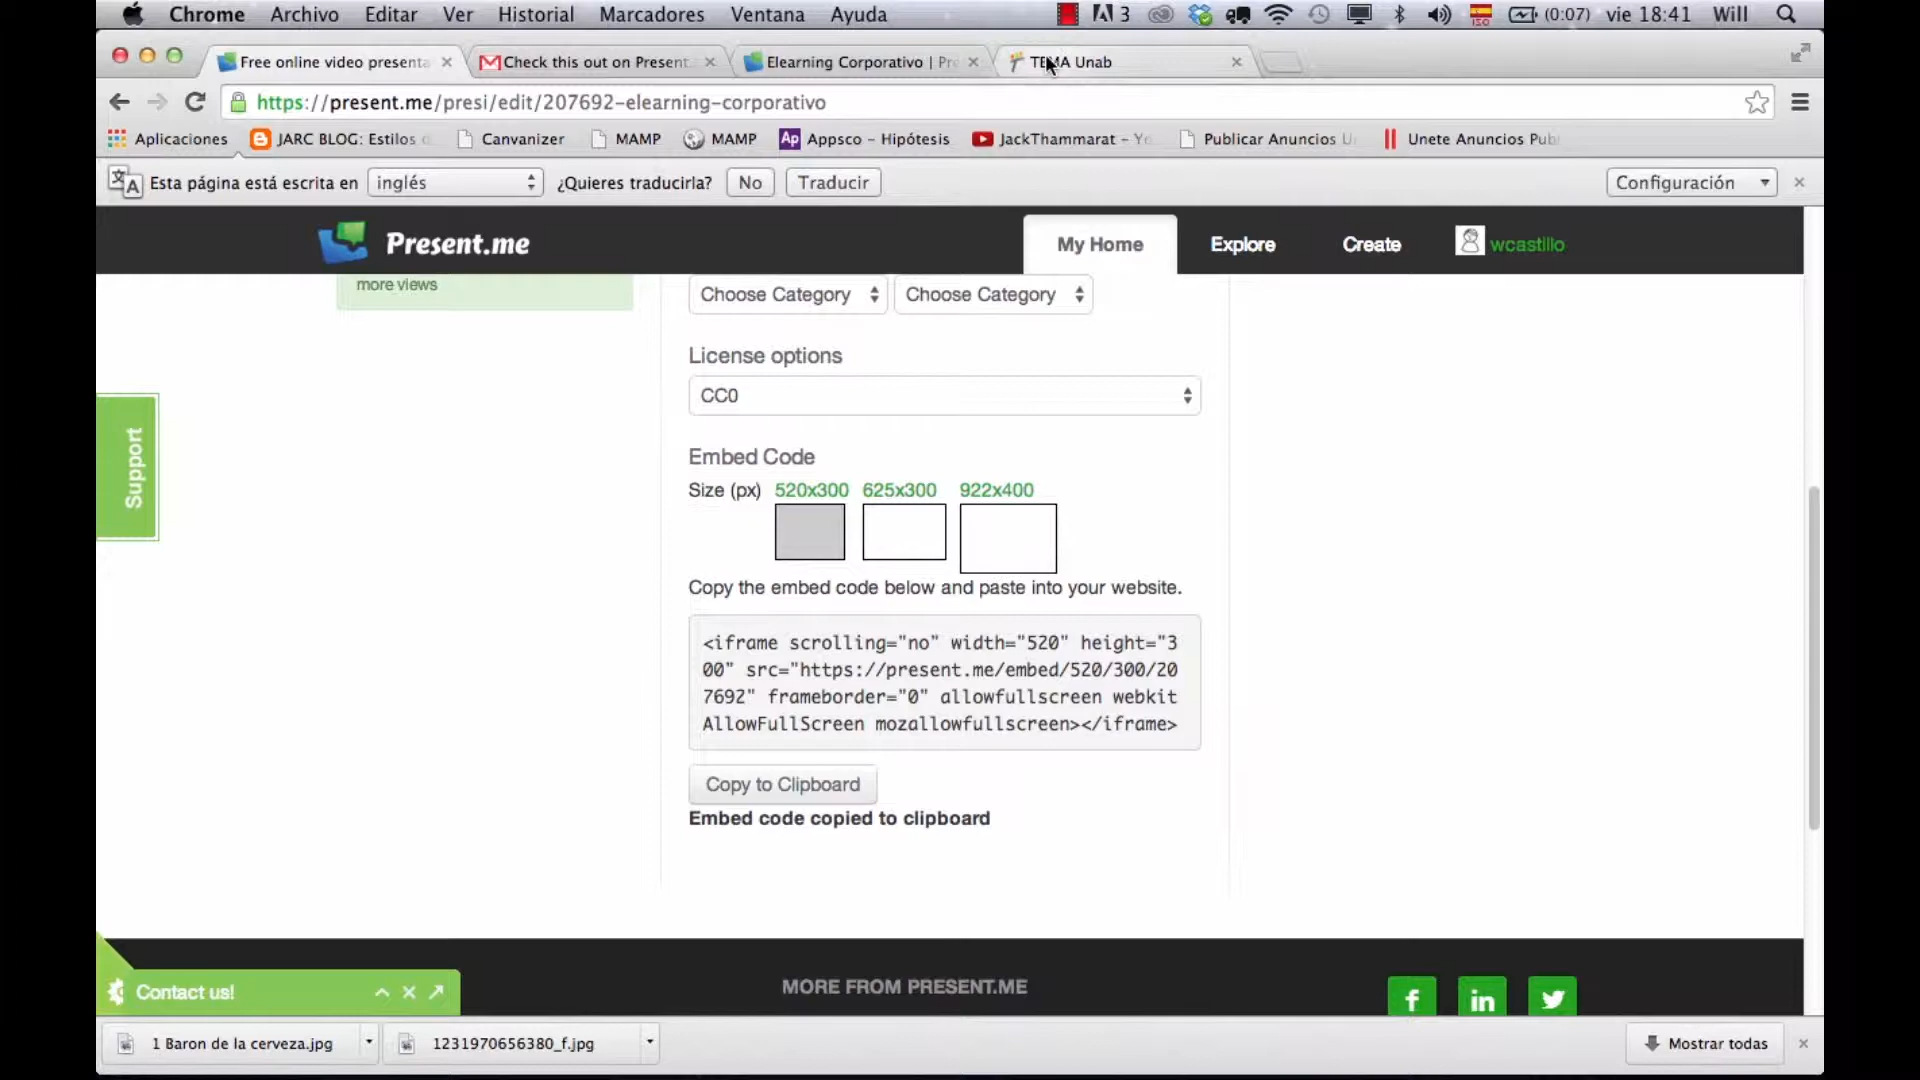 Chrome Archivo Editar Ver Historial Marcadores Ventana Ayuda 3 ISO (0:07) vie 18:41 Will
Free online video presenta Check this out on Present. Elearning Corporativo | Pr TEMA Unab
https://present.me/presi/edit/207692-elearning-corporativo
Aplicaciones JARC BLOG: Estilos Canvanizer MAMP MAMP Ap Appsco – Hipótesis JackThammarat – Publicar Anuncios Unete Anuncios Pub
Esta página está escrita en inglés ¿Quieres traducirla? No Traducir Configuración
Present.me My Home Explore Create wcastillo
more views
Choose Category Choose Category
License options
CC0
Support
Embed Code
Size (px) 520x300 625x300 922x400
Copy the embed code below and paste into your website.
<iframe scrolling="no" width="520" height="3
00" src="https://present.me/embed/520/300/20
7692" frameborder="0" allowfullscreen webkit
AllowFullScreen mozallowfullscreen></iframe>
Copy to Clipboard
Embed code copied to clipboard
MORE FROM PRESENT.ME
Contact us!
1 Baron de la cerveza.jpg 1231970656380_f.jpg Mostrar todas